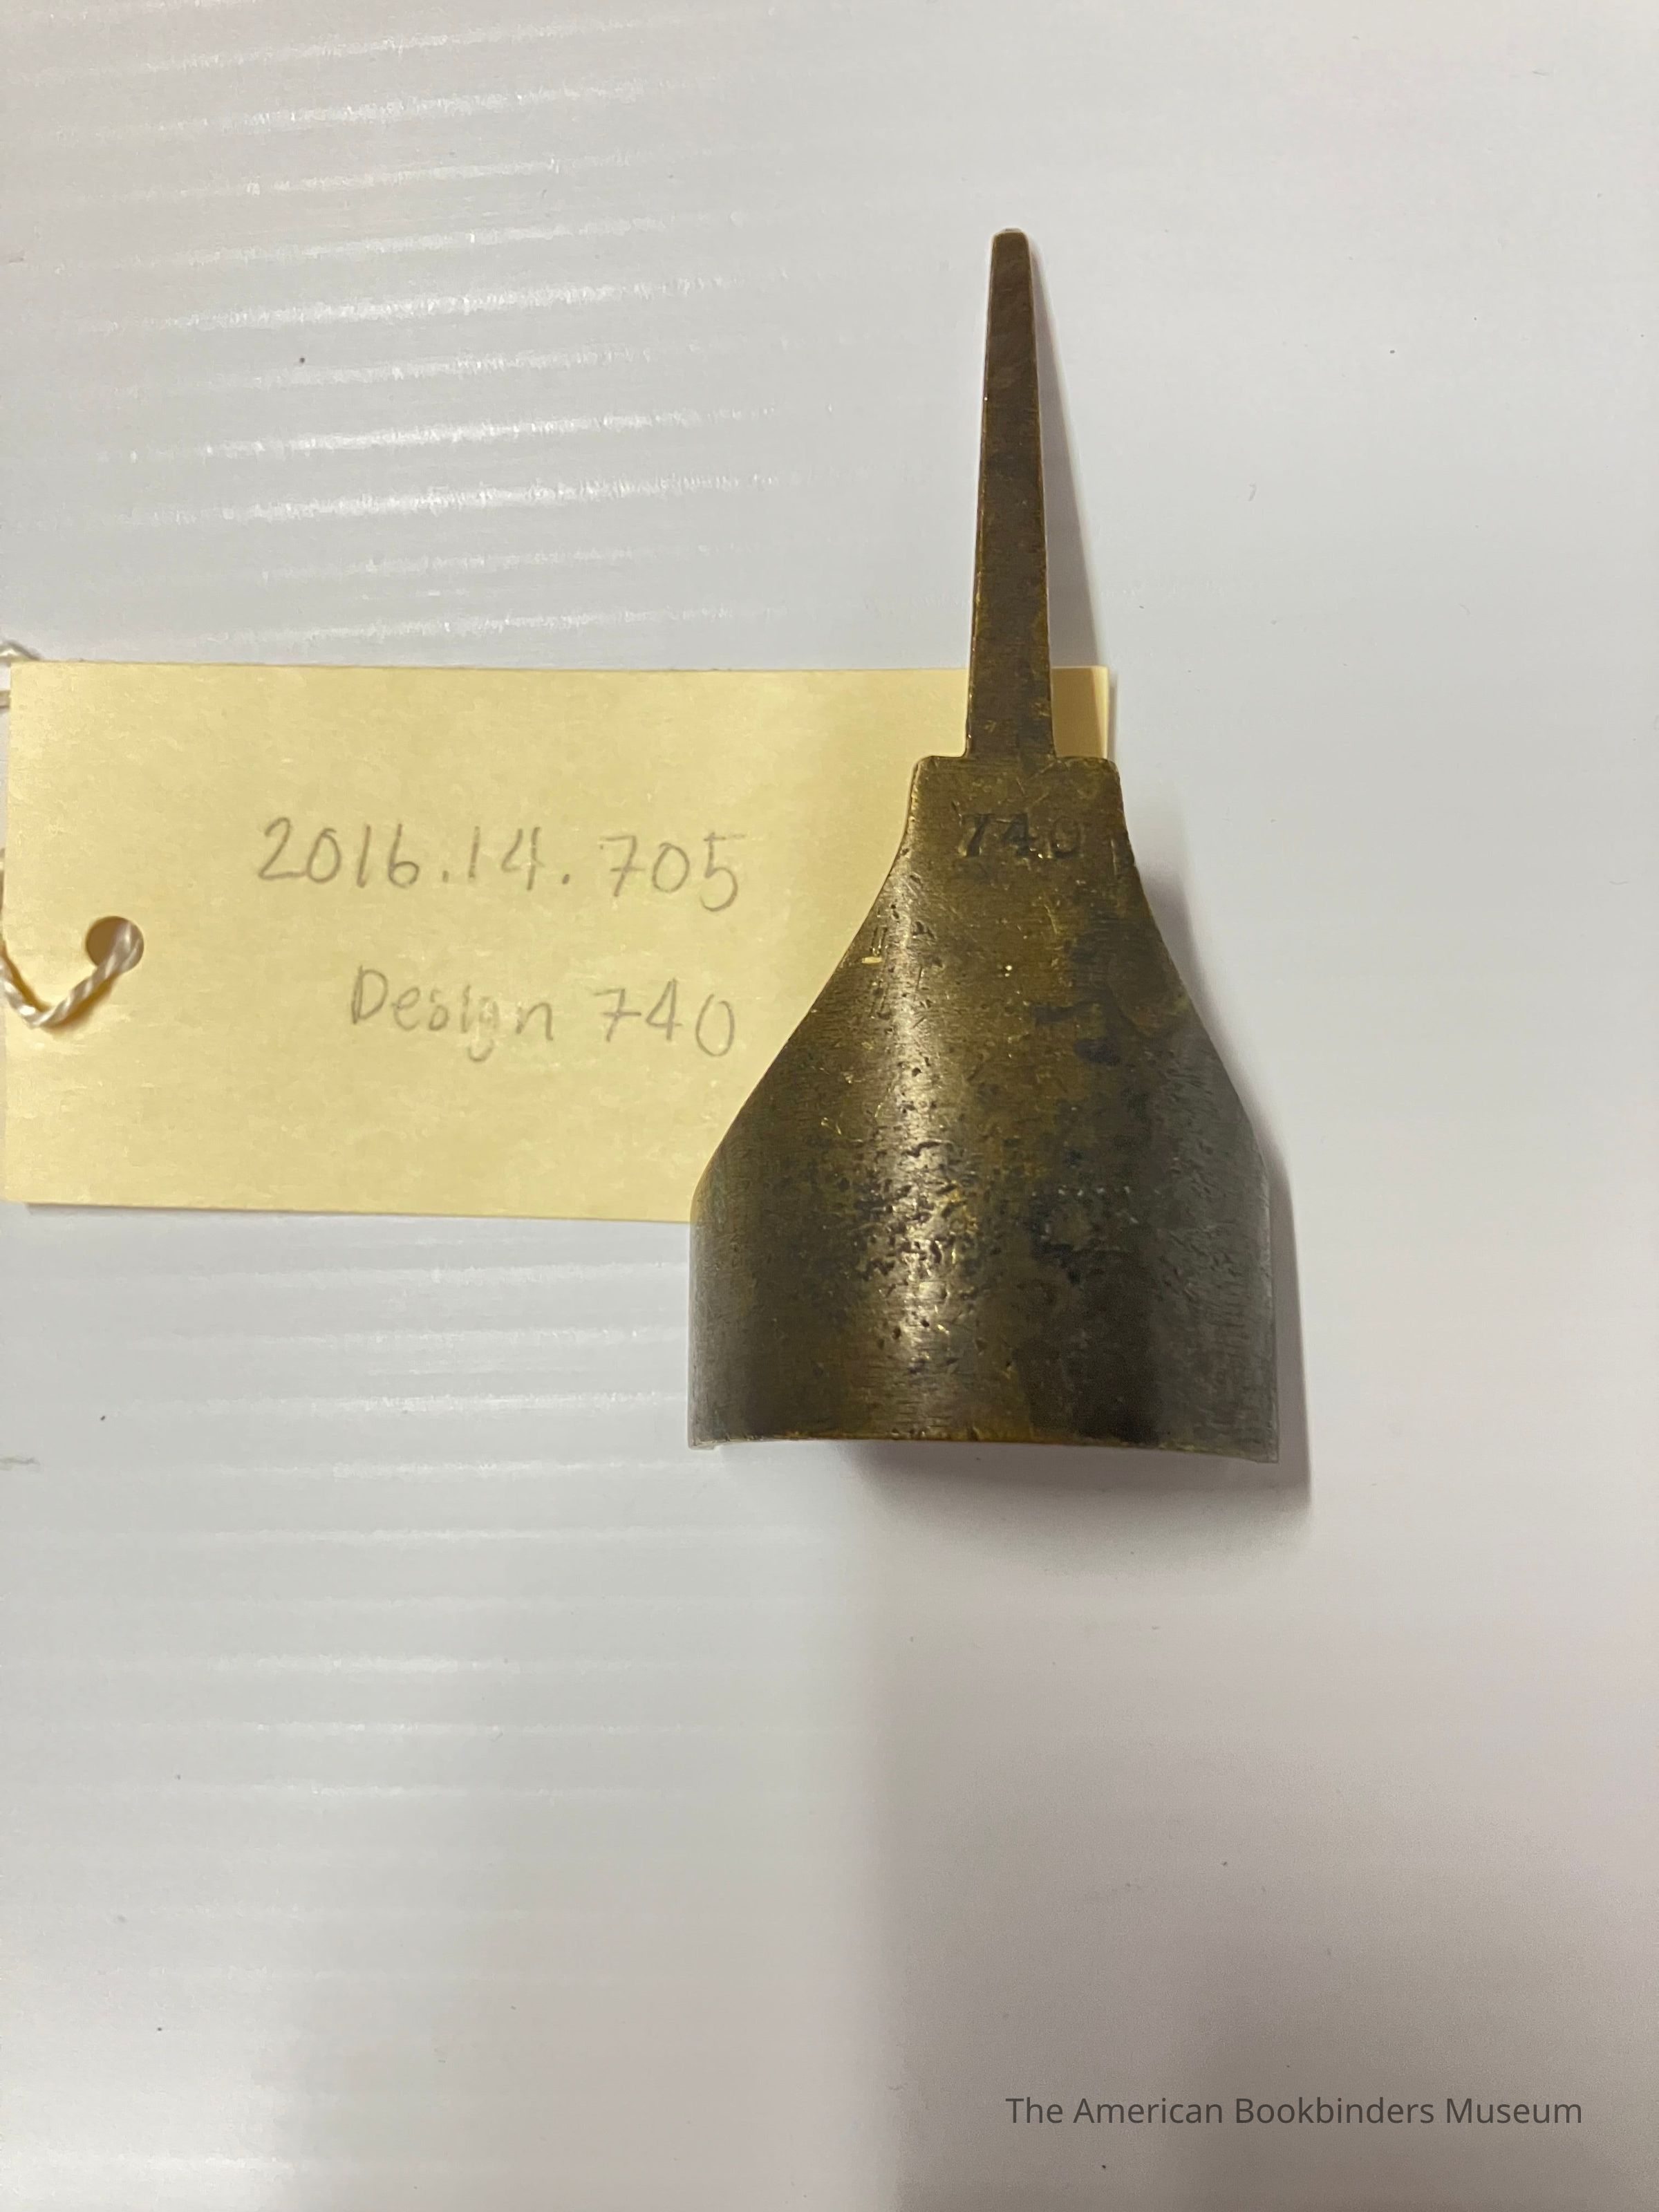 2016.14.705
Design 740
740
The American Bookbinders Museum